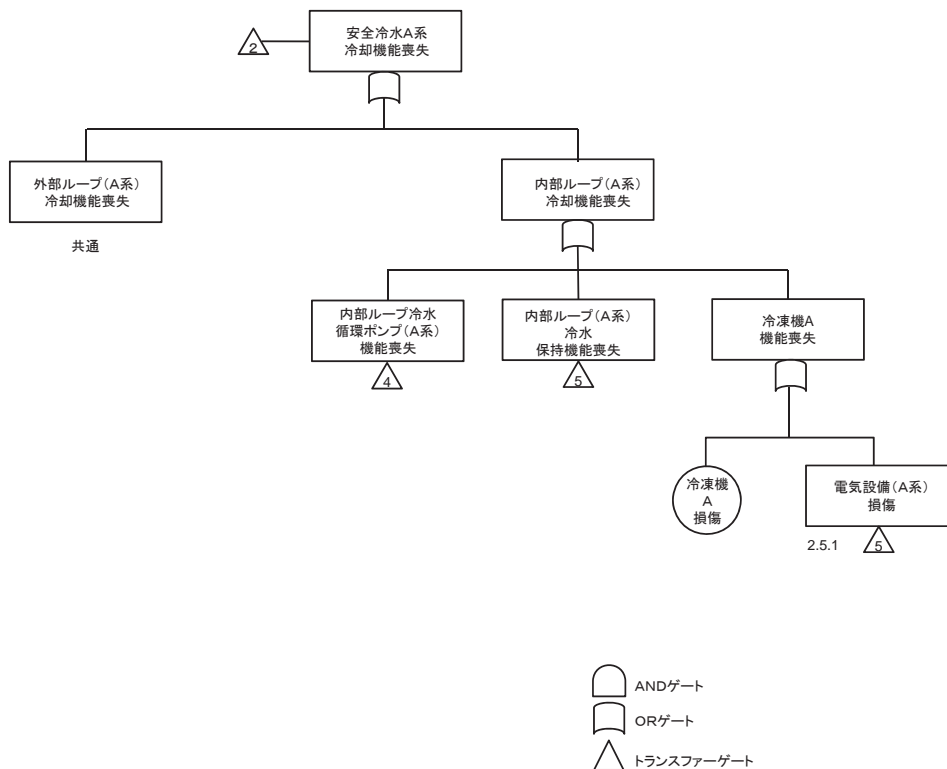 2
安全冷水A系
冷却機能喪失
外部ループ(A系)
冷却機能喪失
共通
内部ループ(A系)
冷却機能喪失
内部ループ冷水
循環ポンプ(A系)
機能喪失
4
内部ループ(A系)
冷水
保持機能喪失
5
冷凍機A
機能喪失
冷凍機
A
損傷
電気設備(A系)
損傷
2.5.1
5
ANDゲート
ORゲート
トランスファーゲート